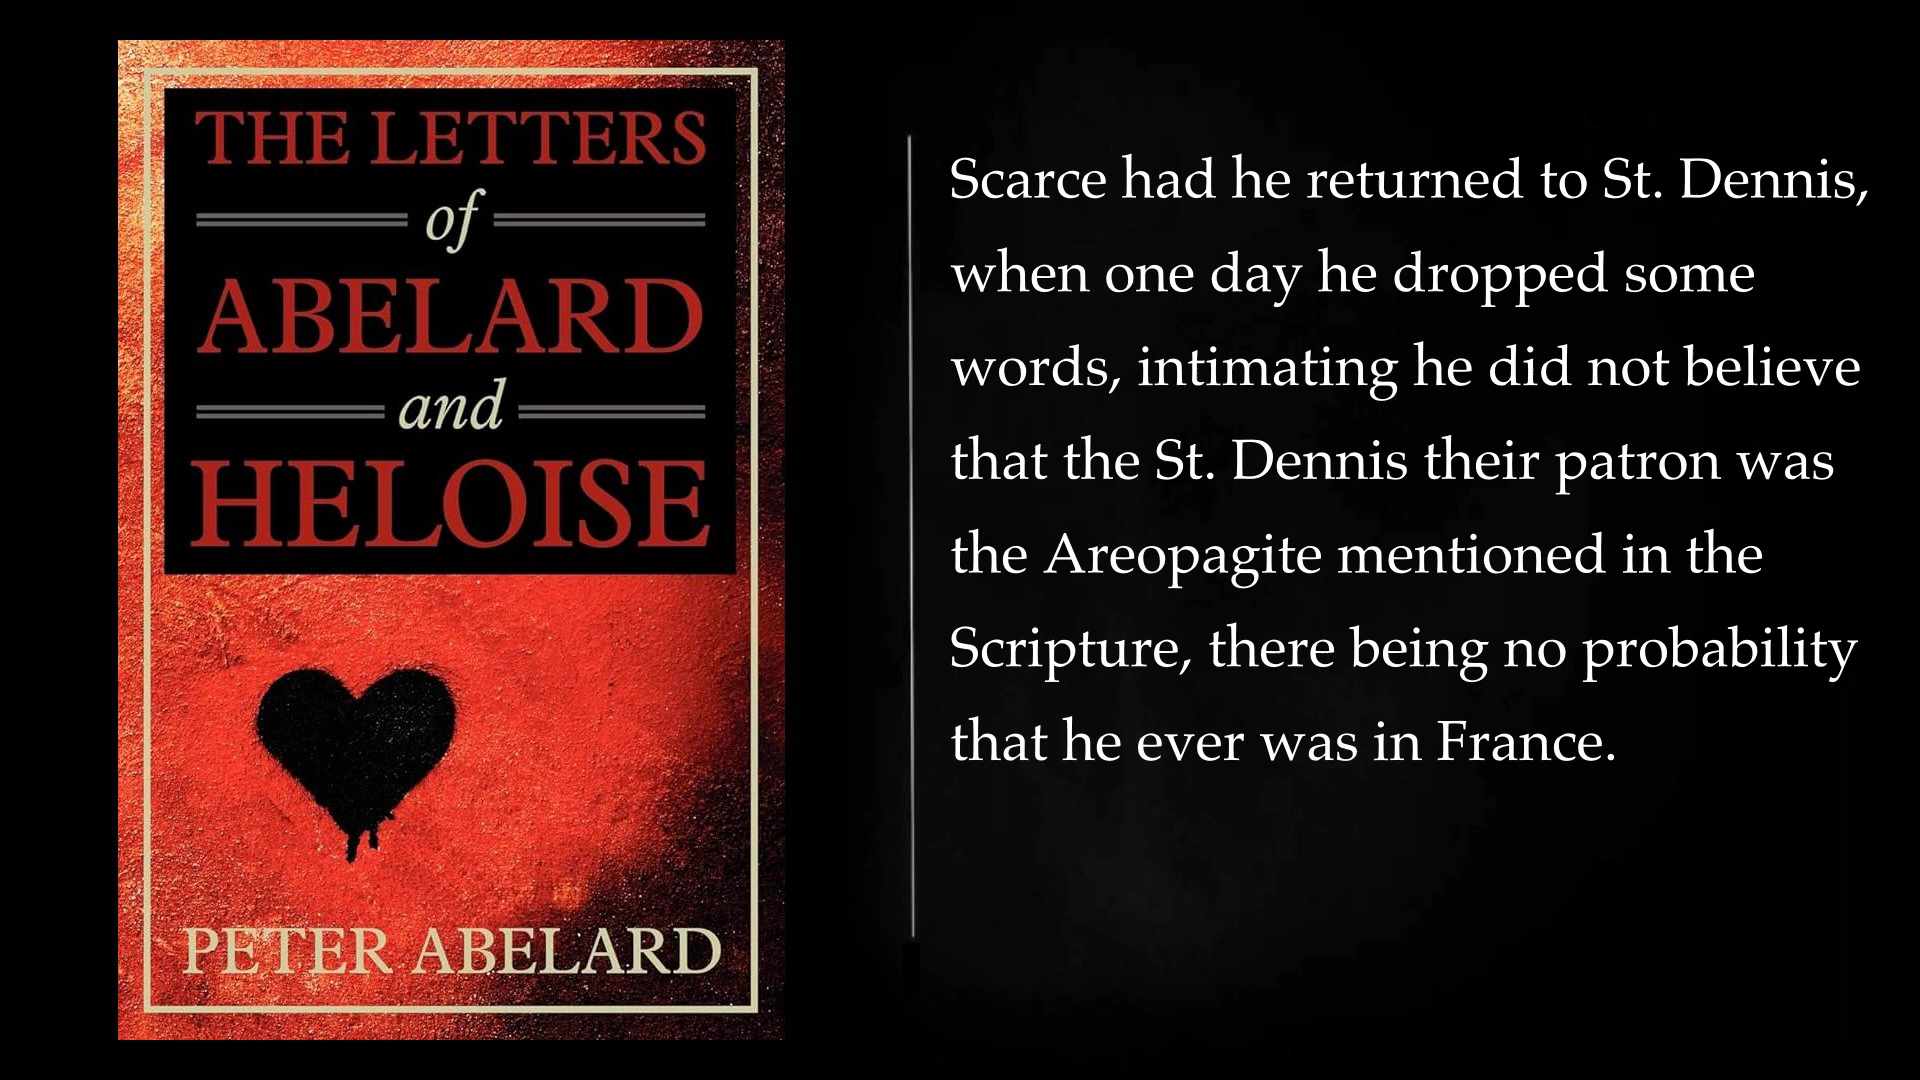 THE LETTERS
of
ABELARD
and
HELOISE
PETER ABELARD
Scarce had he returned to St. Dennis,
when one day he dropped some
words, intimating he did not believe
that the St. Dennis their patron was
the Areopagite mentioned in the
Scripture, there being no probability
that he ever was in France.